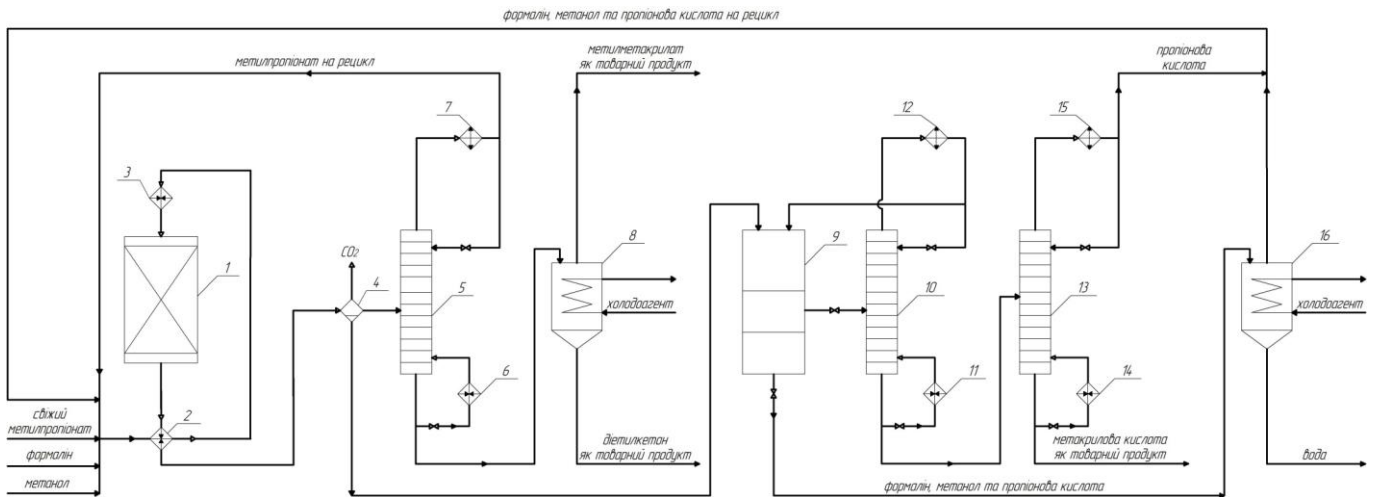 формалін, метанол та пропіонова кислота на рецикл
метилпропіонат на рецикл
метилметакрилат
як товарний продукт
пропіонова
кислота
7
12
15
3
CO₂
1
4
5
8
9
10
13
16
холодоагент
холодоагент
6
11
14
2
свіжий
метилпропіонат
формалін
метанол
діетилкетон
як товарний продукт
метакрилова кислота
як товарний продукт
вода
формалін, метанол та пропіонова кислота